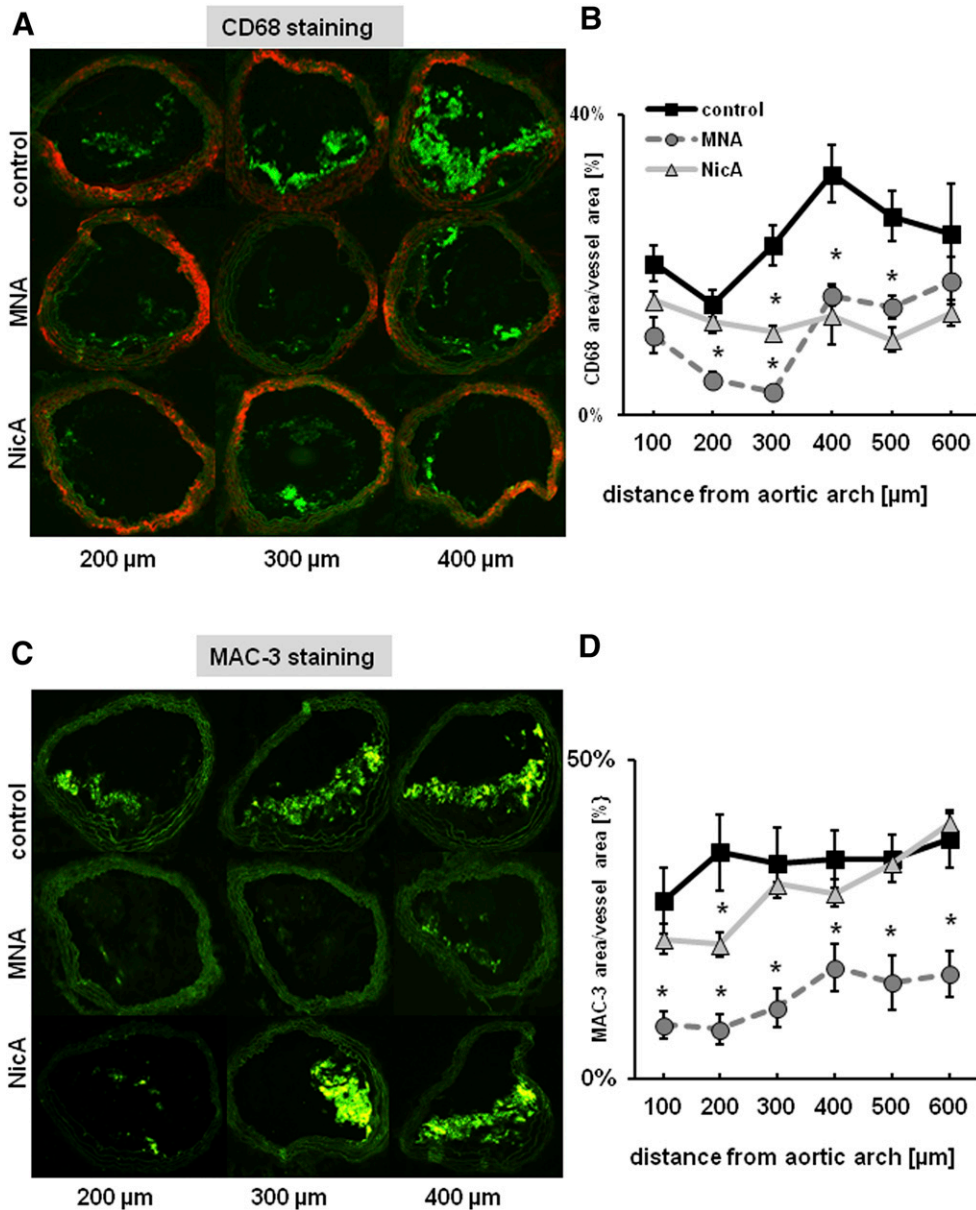 A
CD68 staining
control
MNA
NicA
200 µm
300 µm
400 µm
B
control
MNA
NicA
CD68 area/vessel area [%]
40%
0%
*
*
*
*
*
100
200
300
400
500
600
distance from aortic arch [µm]
C
MAC-3 staining
control
MNA
NicA
200 µm
300 µm
400 µm
D
MAC-3 area/vessel area [%}
50%
0%
*
*
*
*
*
*
*
100
200
300
400
500
600
distance from aortic arch [µm]